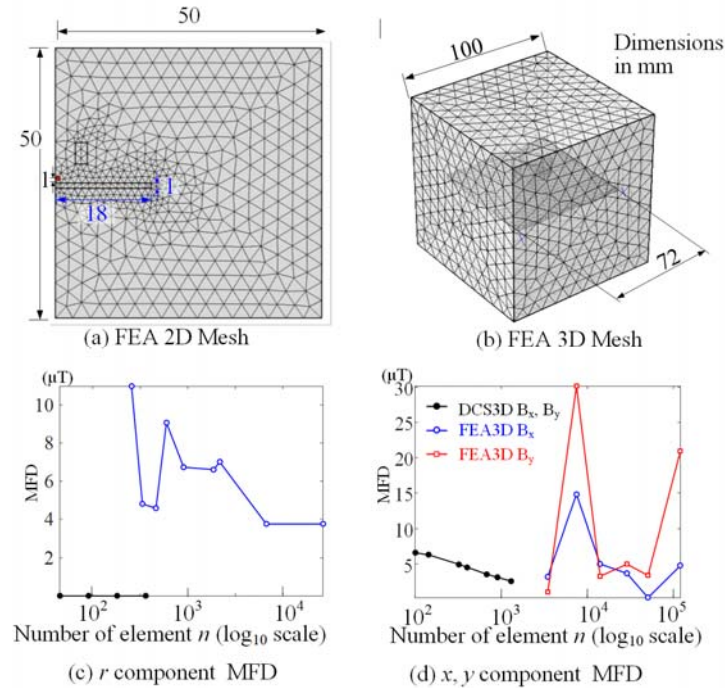 50
50
1
1
18
(a) FEA 2D Mesh
100
Dimensions
in mm
72
(b) FEA 3D Mesh
(μT)
10
8
6
4
2
MFD
10²
10³
10⁴
Number of element n (log₁₀ scale)
(c) r component MFD
(μT)
30
25
20
15
10
5
MFD
DCS3D Bₓ, Bᵧ
FEA3D Bₓ
FEA3D Bᵧ
10²
10³
10⁴
10⁵
Number of element n (log₁₀ scale)
(d) x, y component MFD